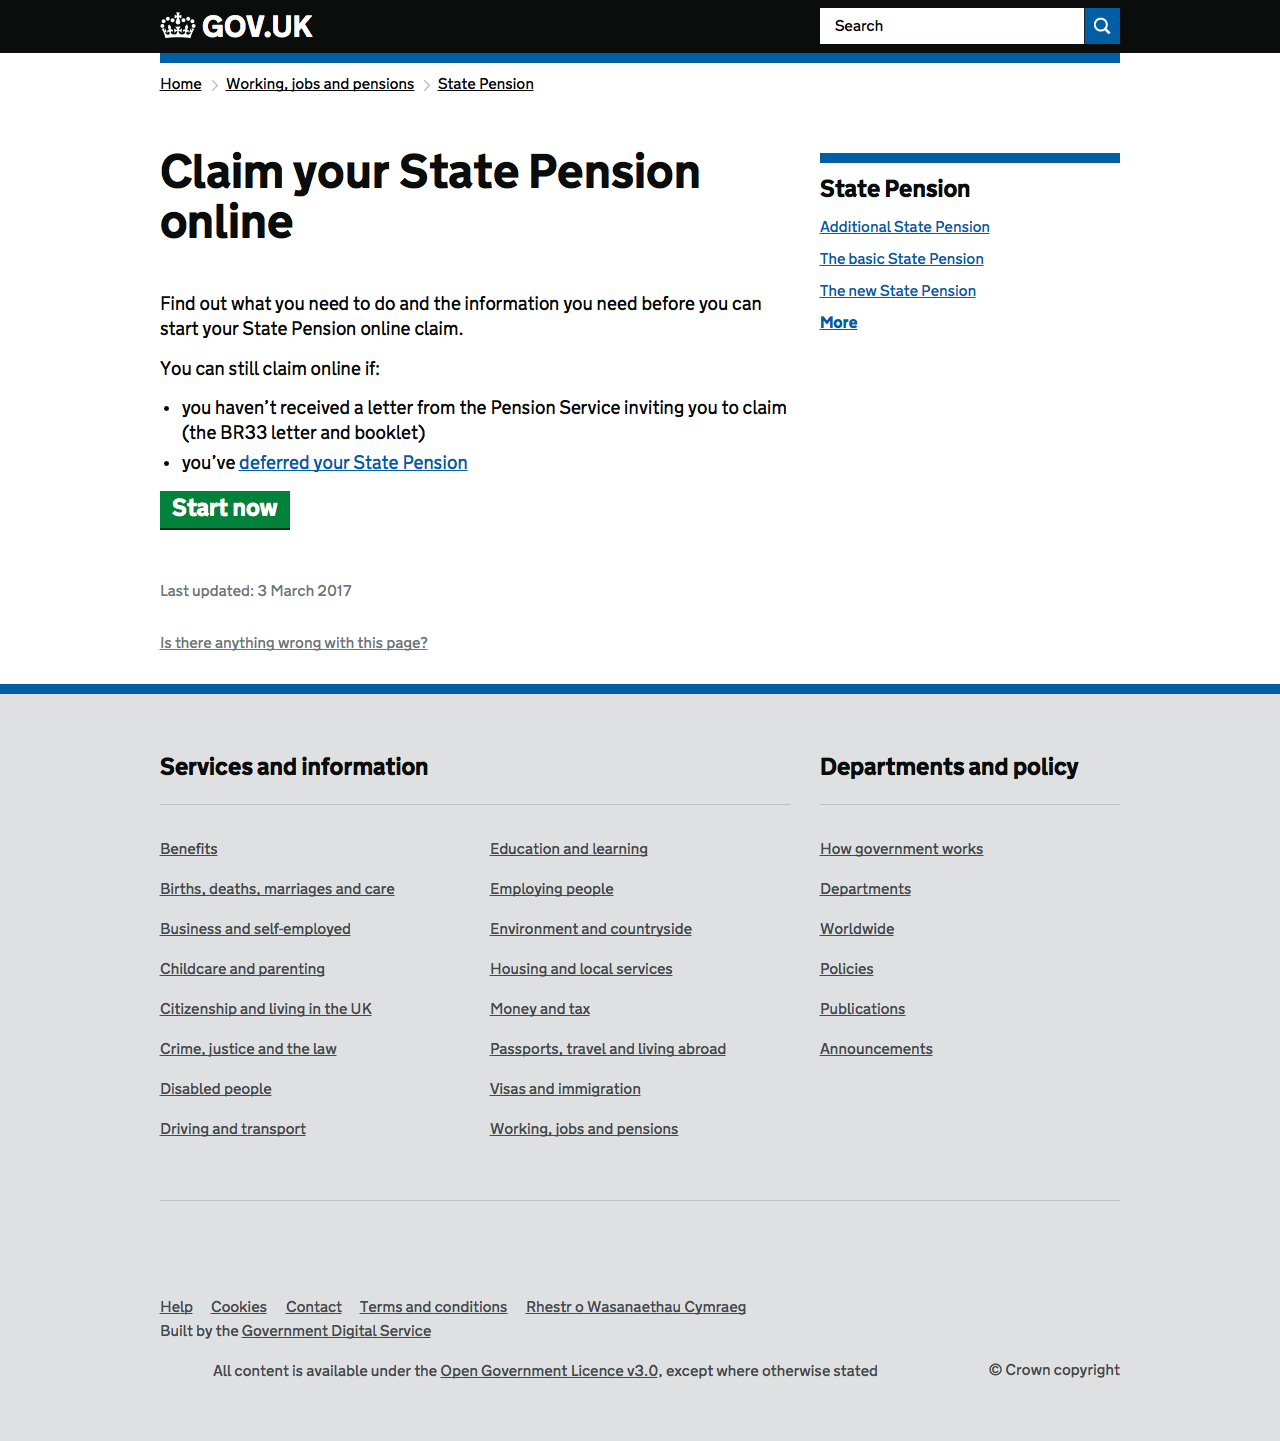 GOV.UK
Search
Home
Working, jobs and pensions
State Pension
Claim your State Pension
online
Find out what you need to do and the information you need before you can
start your State Pension online claim.
You can still claim online if:
• you haven’t received a letter from the Pension Service inviting you to claim
(the BR33 letter and booklet)
• you’ve deferred your State Pension
Start now
Last updated: 3 March 2017
Is there anything wrong with this page?
State Pension
Additional State Pension
The basic State Pension
The new State Pension
More
Services and information
Benefits
Births, deaths, marriages and care
Business and self-employed
Childcare and parenting
Citizenship and living in the UK
Crime, justice and the law
Disabled people
Driving and transport
Education and learning
Employing people
Environment and countryside
Housing and local services
Money and tax
Passports, travel and living abroad
Visas and immigration
Working, jobs and pensions
Departments and policy
How government works
Departments
Worldwide
Policies
Publications
Announcements
Help Cookies Contact Terms and conditions Rhestr o Wasanaethau Cymraeg
Built by the Government Digital Service
All content is available under the Open Government Licence v3.0, except where otherwise stated
© Crown copyright